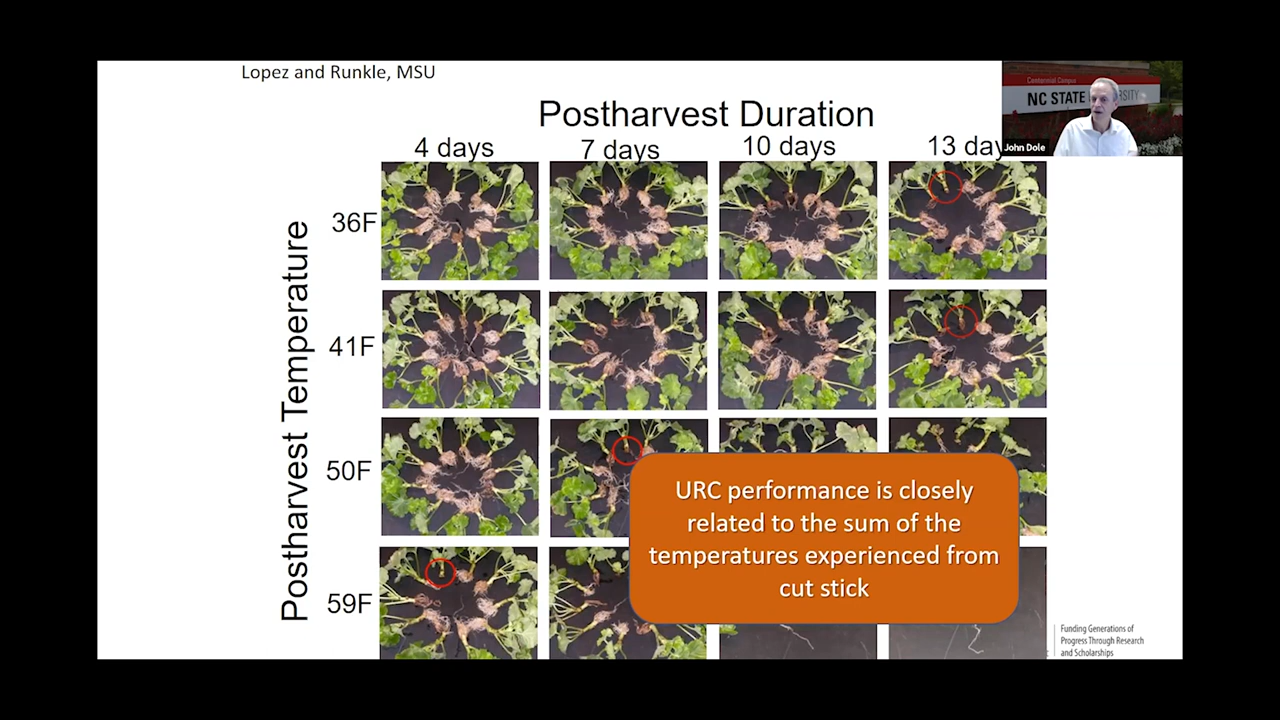 Lopez and Runkle, MSU
Centennial Campus
NC STATE
John Dole
Postharvest Duration
4 days
7 days
10 days
13
Postharvest Temperature
36F
41F
50F
59F
URC performance is closely
related to the sum of the
temperatures experienced from
cut stick
Funding Generations of
Progress Through Research
and Scholarships